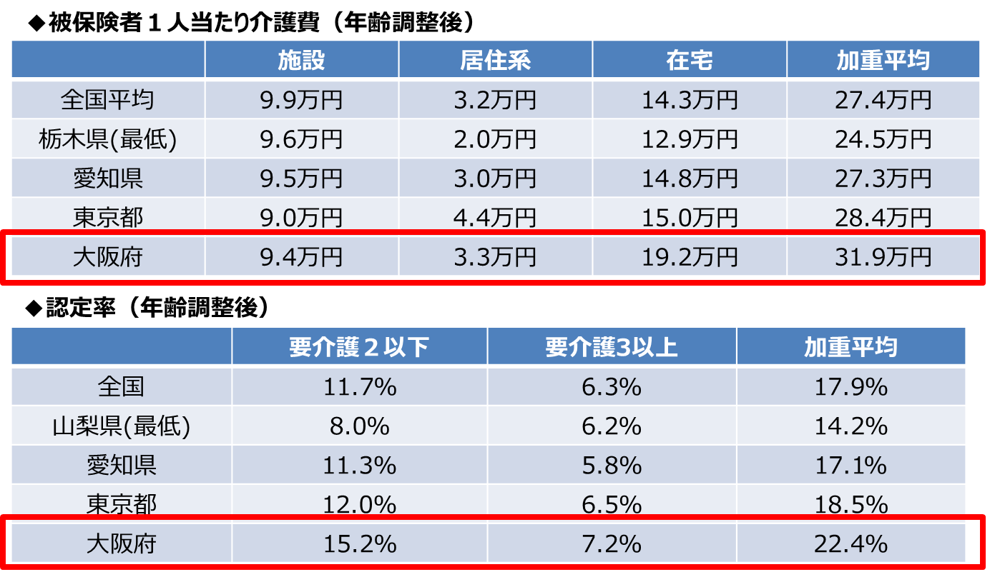 ◆被保険者１人当たり介護費（年齢調整後）
施設 居住系 在宅 加重平均
全国平均 9.9万円 3.2万円 14.3万円 27.4万円
栃木県(最低) 9.6万円 2.0万円 12.9万円 24.5万円
愛知県 9.5万円 3.0万円 14.8万円 27.3万円
東京都 9.0万円 4.4万円 15.0万円 28.4万円
大阪府 9.4万円 3.3万円 19.2万円 31.9万円
◆認定率（年齢調整後）
要介護２以下 要介護3以上 加重平均
全国 11.7% 6.3% 17.9%
山梨県(最低) 8.0% 6.2% 14.2%
愛知県 11.3% 5.8% 17.1%
東京都 12.0% 6.5% 18.5%
大阪府 15.2% 7.2% 22.4%